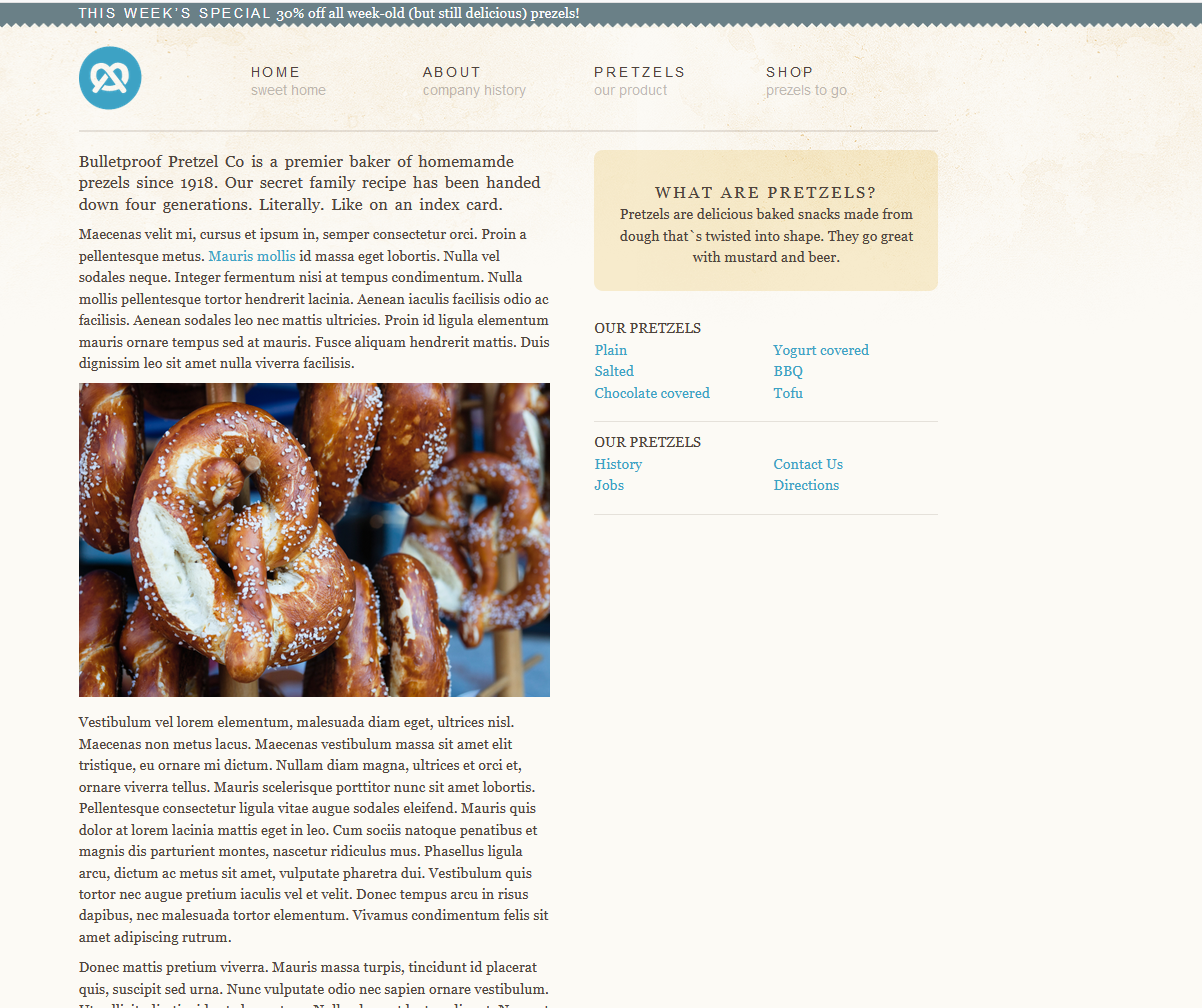 THIS WEEK’S SPECIAL 30% off all week-old (but still delicious) prezels!
HOME
sweet home
ABOUT
company history
PRETZELS
our product
SHOP
prezels to go
Bulletproof Pretzel Co is a premier baker of homemamde
prezels since 1918. Our secret family recipe has been handed
down four generations. Literally. Like on an index card.
Maecenas velit mi, cursus et ipsum in, semper consectetur orci. Proin a
pellentesque metus. Mauris mollis id massa eget lobortis. Nulla vel
sodales neque. Integer fermentum nisi at tempus condimentum. Nulla
mollis pellentesque tortor hendrerit lacinia. Aenean iaculis facilisis odio ac
facilisis. Aenean sodales leo nec mattis ultricies. Proin id ligula elementum
mauris ornare tempus sed at mauris. Fusce aliquam hendrerit mattis. Duis
dignissim leo sit amet nulla viverra facilisis.
Vestibulum vel lorem elementum, malesuada diam eget, ultrices nisl.
Maecenas non metus lacus. Maecenas vestibulum massa sit amet elit
tristique, eu ornare mi dictum. Nullam diam magna, ultrices et orci et,
ornare viverra tellus. Mauris scelerisque porttitor nunc sit amet lobortis.
Pellentesque consectetur ligula vitae augue sodales eleifend. Mauris quis
dolor at lorem lacinia mattis eget in leo. Cum sociis natoque penatibus et
magnis dis parturient montes, nascetur ridiculus mus. Phasellus ligula
arcu, dictum ac metus sit amet, vulputate pharetra dui. Vestibulum quis
tortor nec augue pretium iaculis vel et velit. Donec tempus arcu in risus
dapibus, nec malesuada tortor elementum. Vivamus condimentum felis sit
amet adipiscing rutrum.
Donec mattis pretium viverra. Mauris massa turpis, tincidunt id placerat
quis, suscipit sed urna. Nunc vulputate odio nec sapien ornare vestibulum.
WHAT ARE PRETZELS?
Pretzels are delicious baked snacks made from
dough that`s twisted into shape. They go great
with mustard and beer.
OUR PRETZELS
Plain
Salted
Chocolate covered
Yogurt covered
BBQ
Tofu
OUR PRETZELS
History
Jobs
Contact Us
Directions